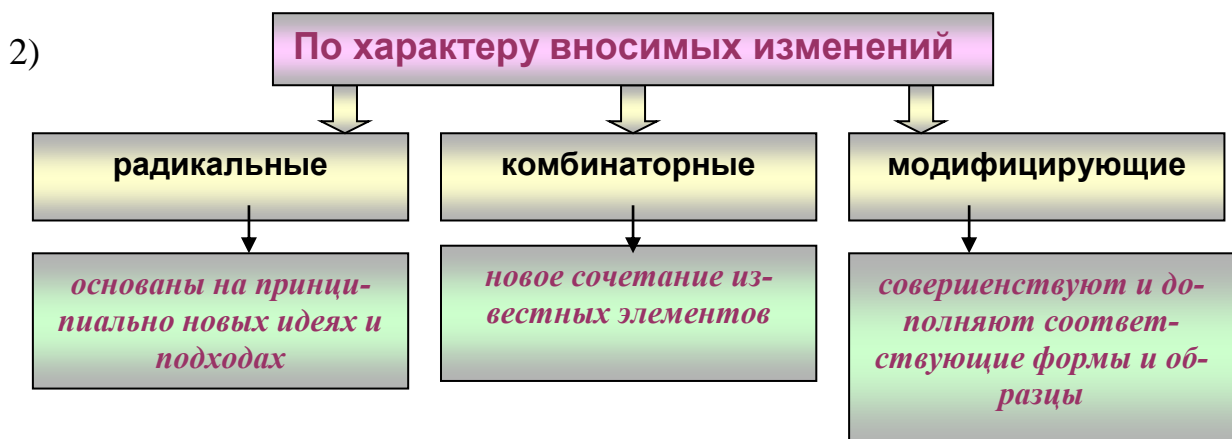 2)
По характеру вносимых изменений
радикальные
комбинаторные
модифицирующие
основаны на принци-
пиально новых идеях и
подходах
новое сочетание из-
вестных элементов
совершенствуют и до-
полняют соответ-
ствующие формы и об-
разцы